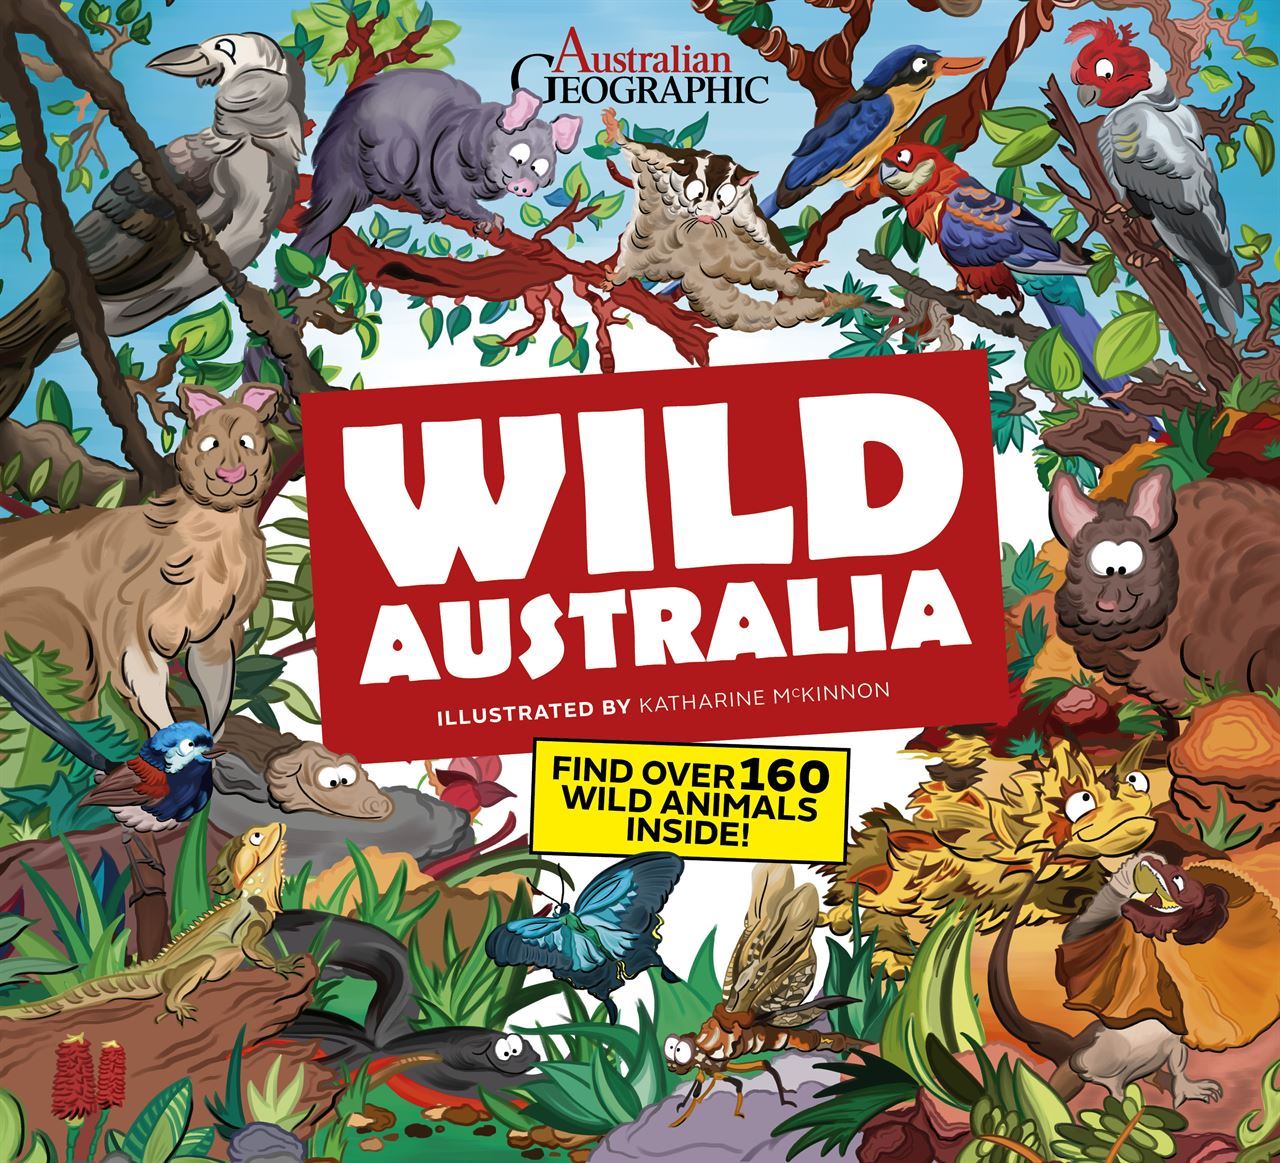 Australian
GEOGRAPHIC
WILD
AUSTRALIA
ILLUSTRATED BY KATHARINE McKINNON
FIND OVER 160
WILD ANIMALS
INSIDE!